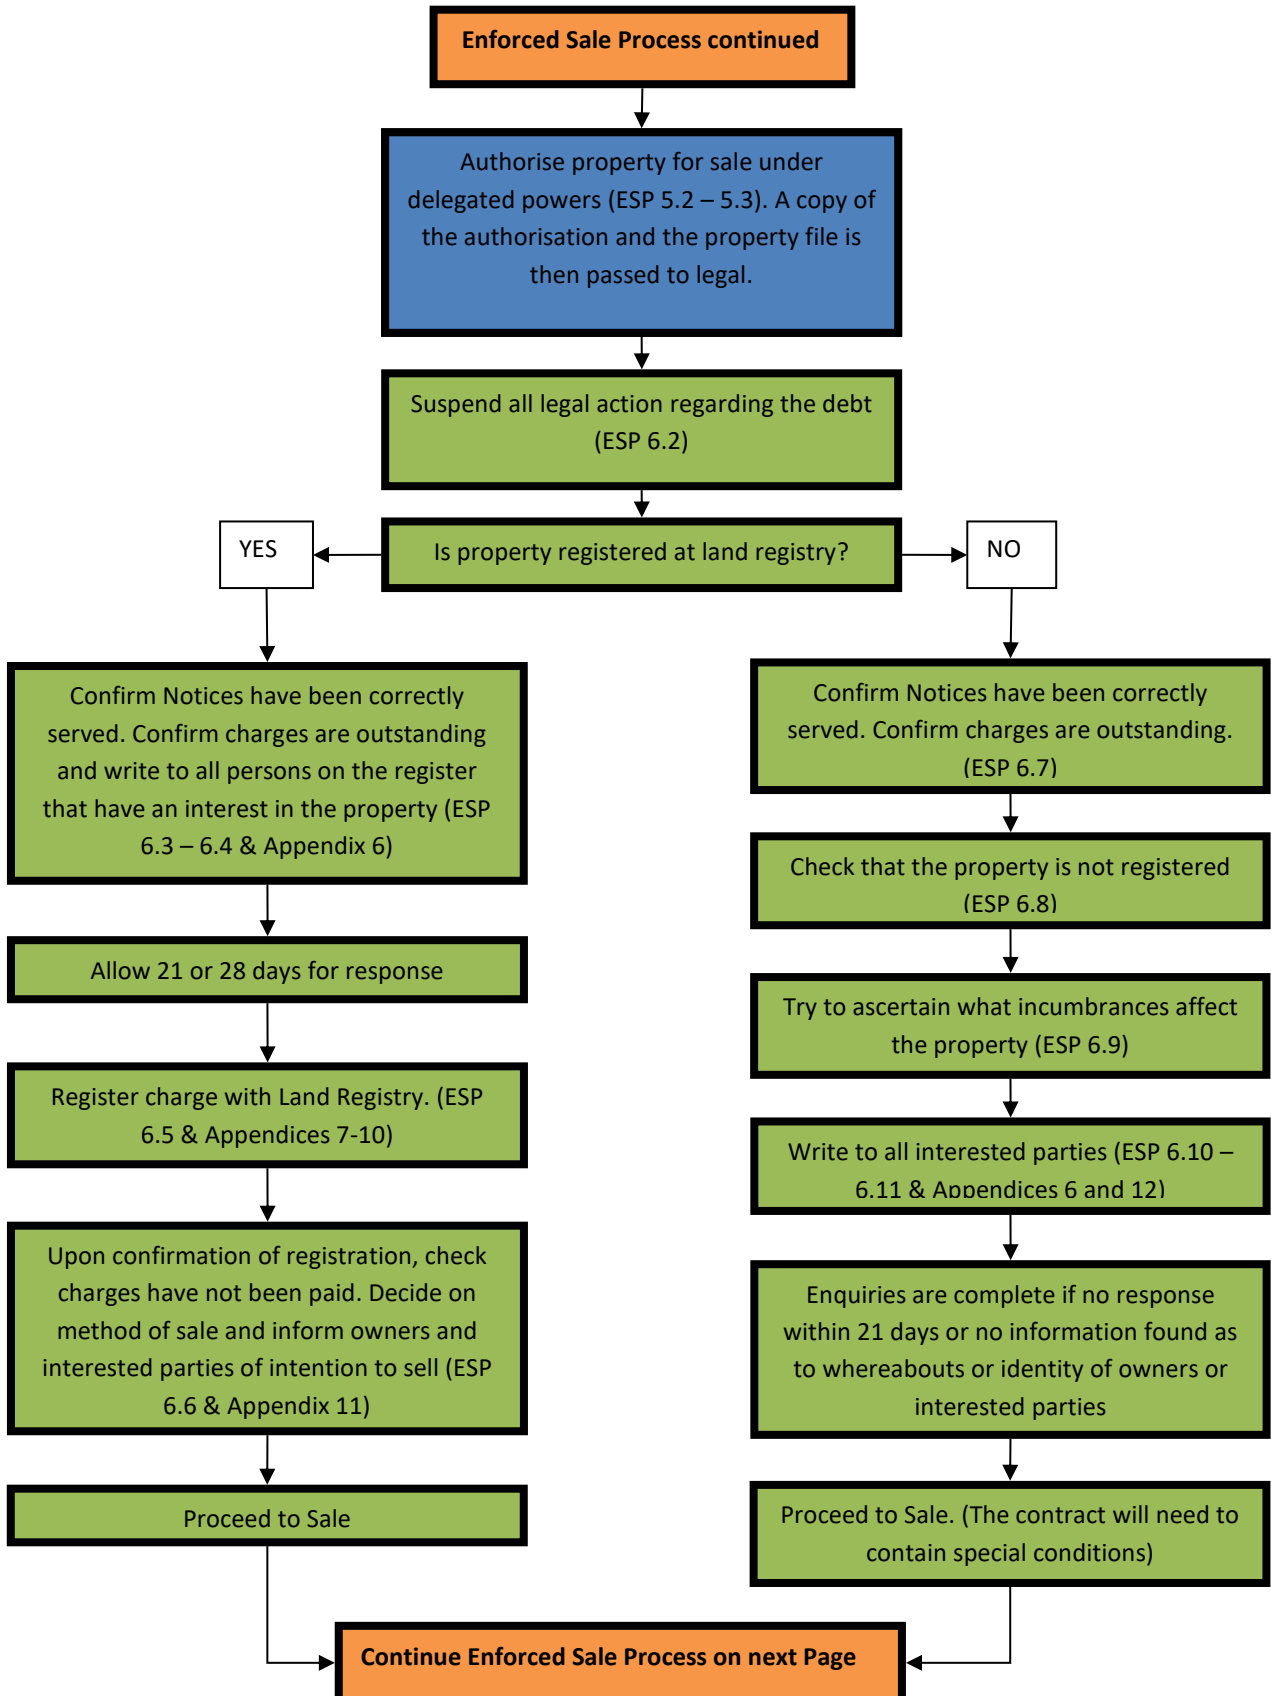 Enforced Sale Process continued
Authorise property for sale under
delegated powers (ESP 5.2 – 5.3). A copy of
the authorisation and the property file is
then passed to legal.
Suspend all legal action regarding the debt
(ESP 6.2)
Is property registered at land registry?
YES
NO
Confirm Notices have been correctly
served. Confirm charges are outstanding
and write to all persons on the register
that have an interest in the property (ESP
6.3 – 6.4 & Appendix 6)
Allow 21 or 28 days for response
Register charge with Land Registry. (ESP
6.5 & Appendices 7-10)
Upon confirmation of registration, check
charges have not been paid. Decide on
method of sale and inform owners and
interested parties of intention to sell (ESP
6.6 & Appendix 11)
Proceed to Sale
Confirm Notices have been correctly
served. Confirm charges are outstanding.
(ESP 6.7)
Check that the property is not registered
(ESP 6.8)
Try to ascertain what incumbrances affect
the property (ESP 6.9)
Write to all interested parties (ESP 6.10 –
6.11 & Appendices 6 and 12)
Enquiries are complete if no response
within 21 days or no information found as
to whereabouts or identity of owners or
interested parties
Proceed to Sale. (The contract will need to
contain special conditions)
Continue Enforced Sale Process on next Page